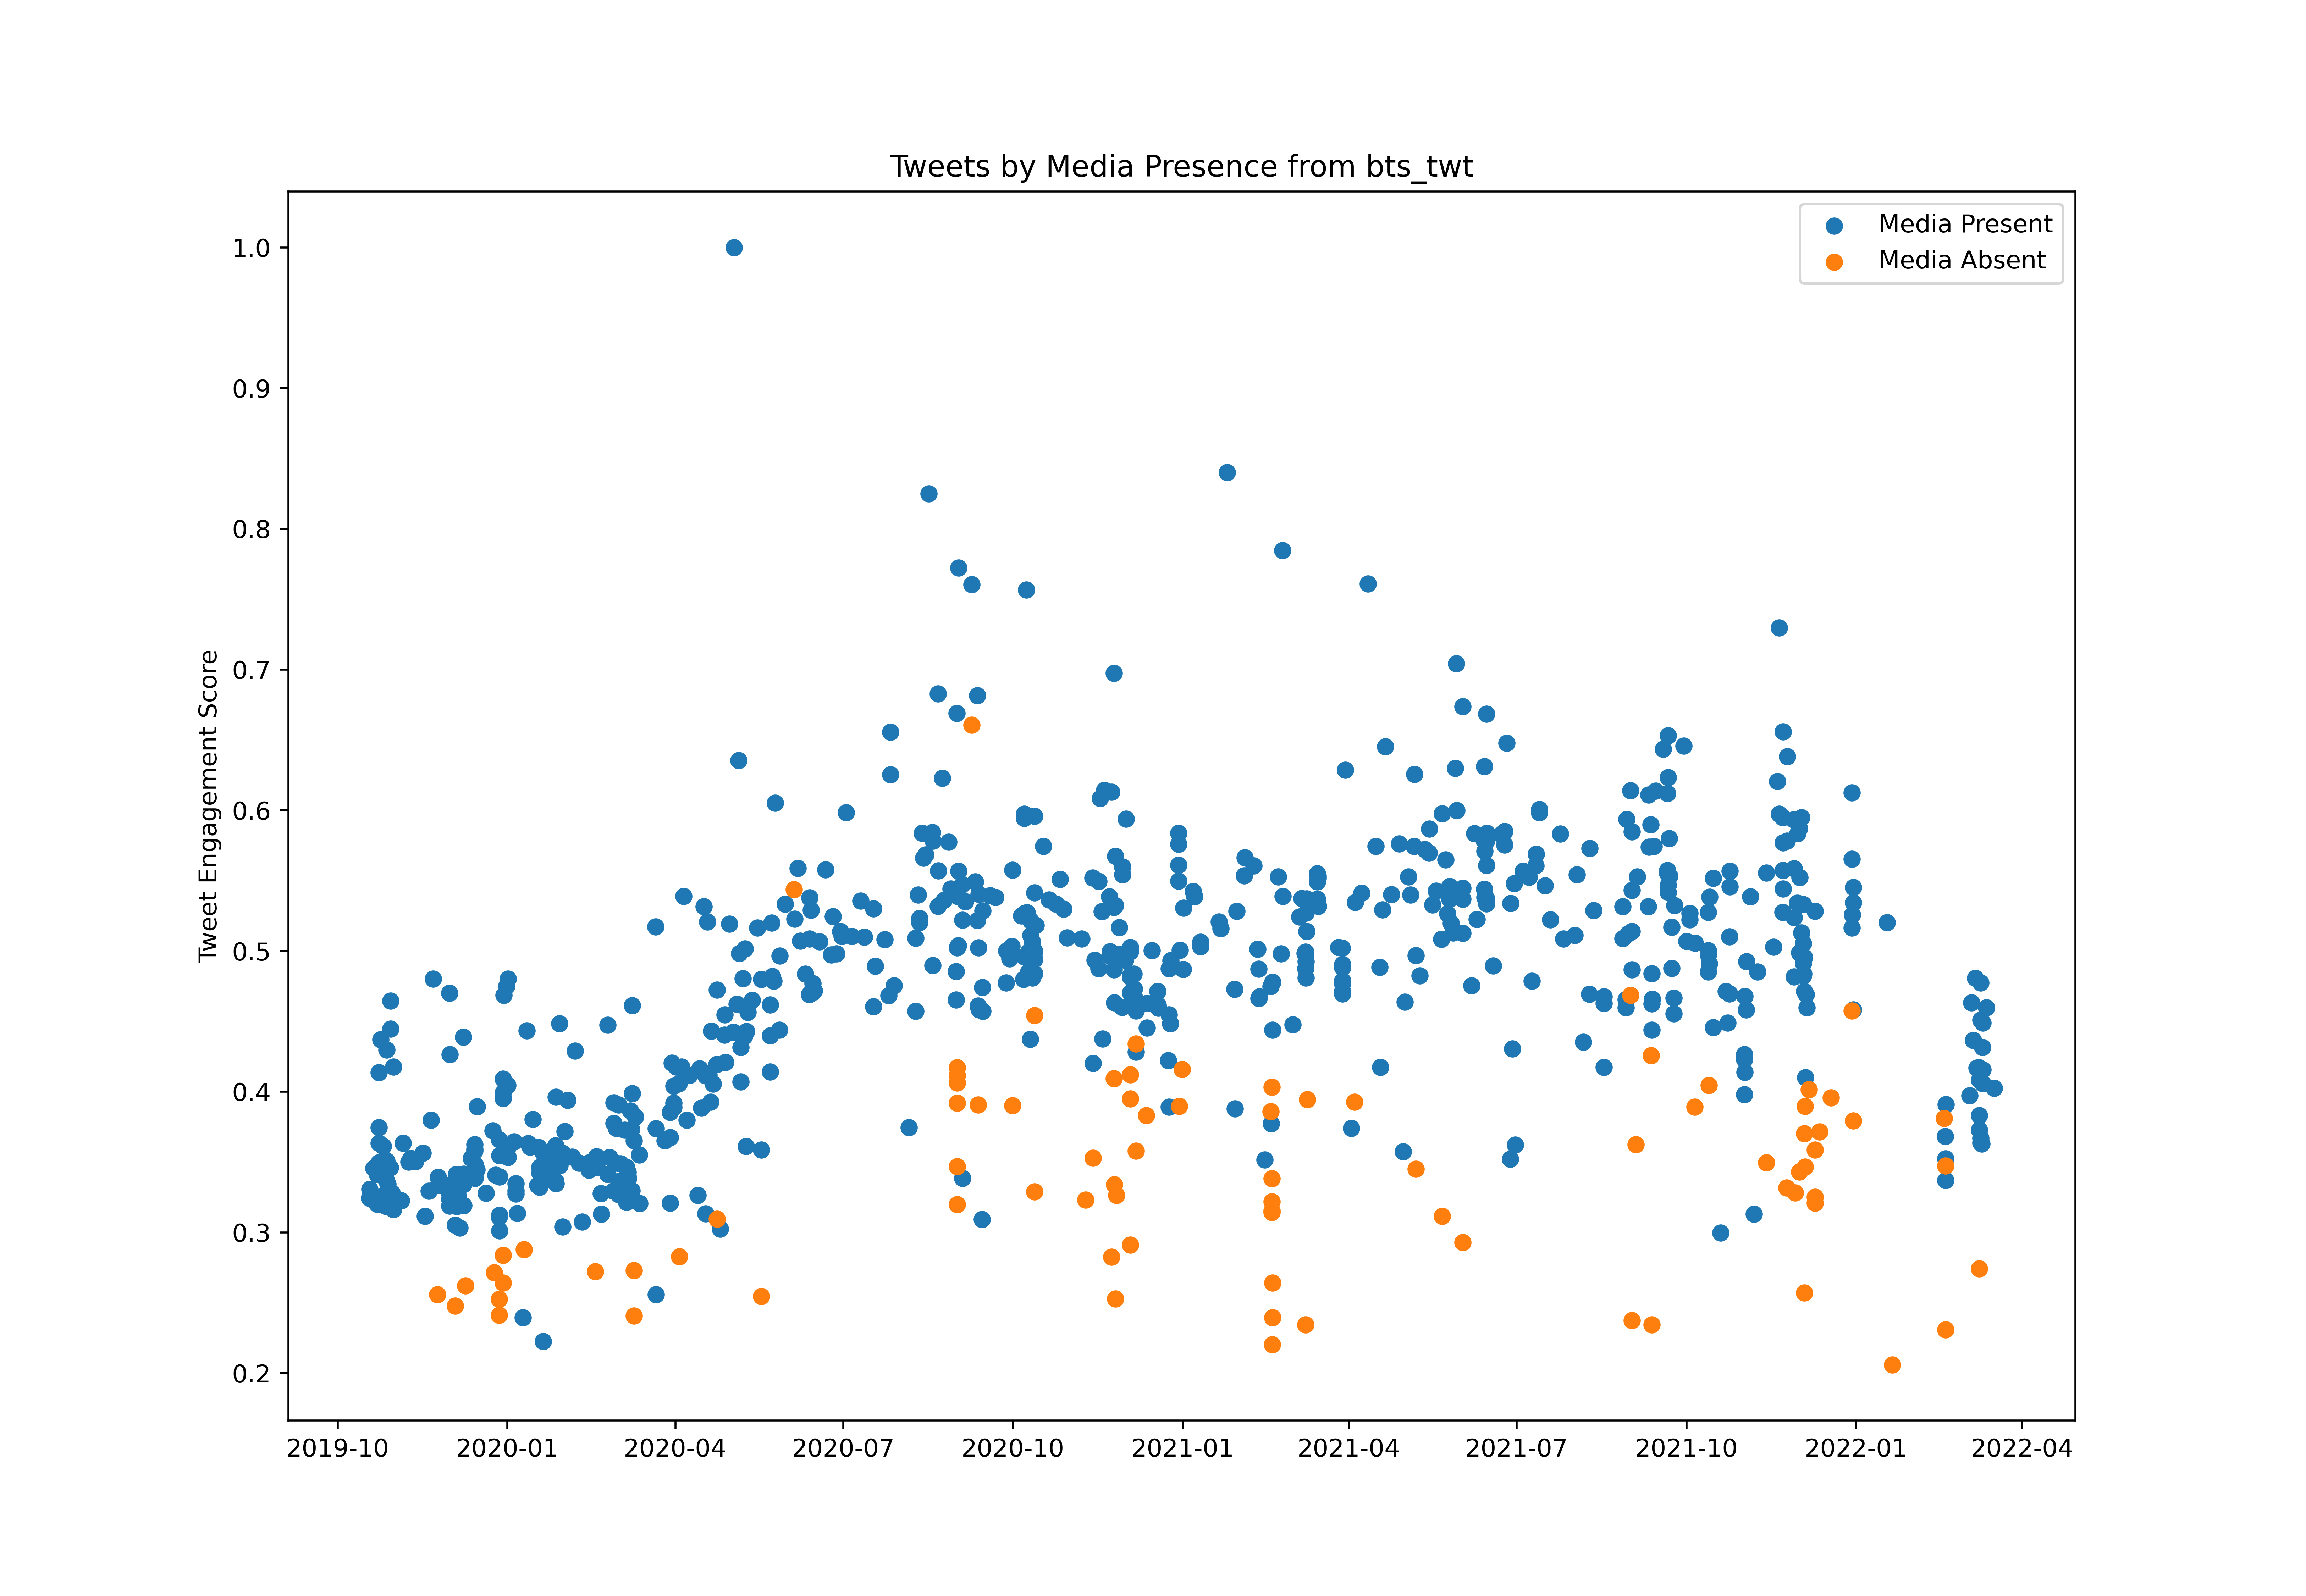 Tweets by Media Presence from bts_twt
Media Present
Media Absent
Tweet Engagement Score
1.0
0.9
0.8
0.7
0.6
0.5
0.4
0.3
0.2
2019-10 2020-01 2020-04 2020-07 2020-10 2021-01 2021-04 2021-07 2021-10 2022-01 2022-04